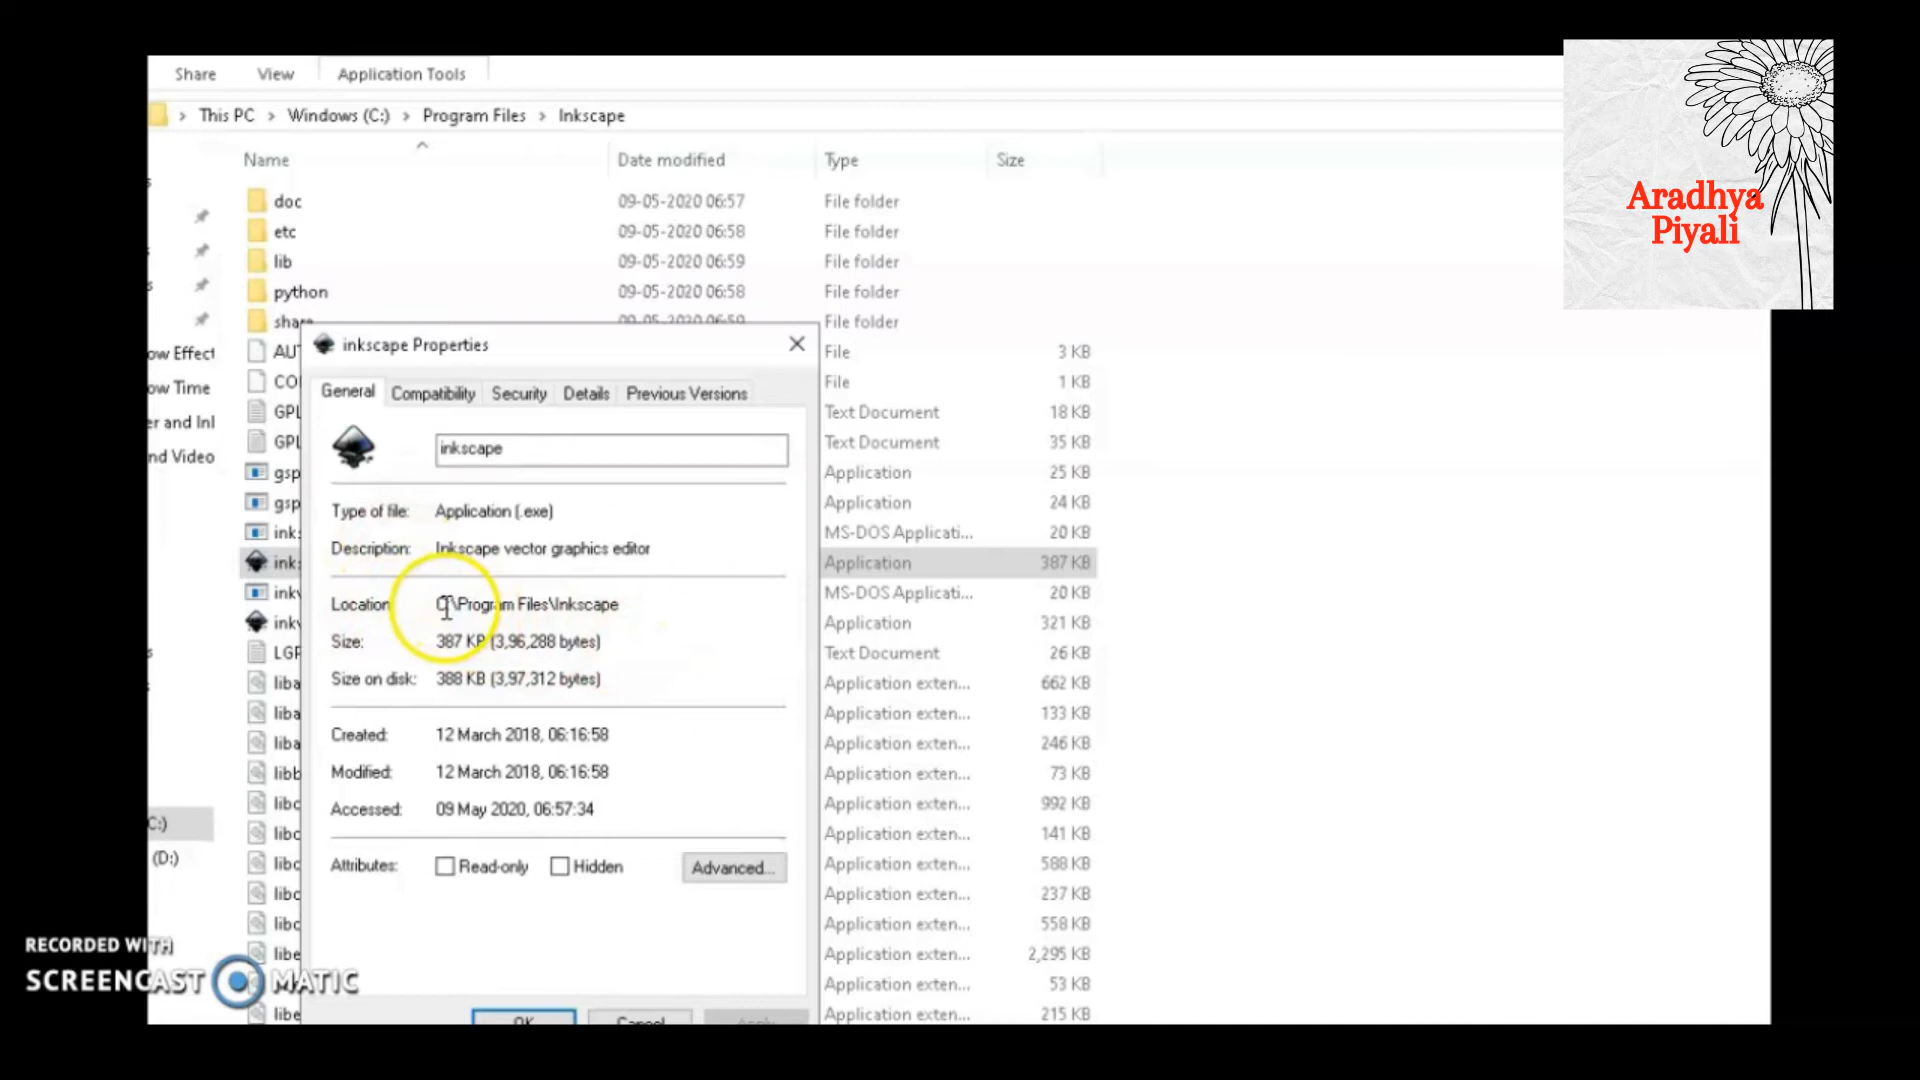 Share View Application Tools
> This PC > Windows (C:) > Program Files > Inkscape
Name Date modified Type Size
doc 09-05-2020 06:57 File folder
etc 09-05-2020 06:58 File folder
lib 09-05-2020 06:59 File folder
python 09-05-2020 06:58 File folder
share 09-05-2020 06:59 File folder
Aradhya
Piyali
inkscape Properties
General Compatibility Security Details Previous Versions
inkscape
Type of file: Application (.exe)
Description: Inkscape vector graphics editor
Location: C:\Program Files\Inkscape
Size: 387 KB (3,96,288 bytes)
Size on disk: 388 KB (3,97,312 bytes)
Created: 12 March 2018, 06:16:58
Modified: 12 March 2018, 06:16:58
Accessed: 09 May 2020, 06:57:34
Attributes: Read-only Hidden Advanced...
OK Cancel Apply
ow Effect
ow Time
er and Inl
nd Video
C:)
(D:)
AU File 3 KB
CO File 1 KB
GPL Text Document 18 KB
GPL Text Document 35 KB
gsp Application 25 KB
gsp Application 24 KB
ink MS-DOS Applicati... 20 KB
ink Application 387 KB
inkv MS-DOS Applicati... 20 KB
inkv Application 321 KB
LGP Text Document 26 KB
liba Application exten... 662 KB
liba Application exten... 133 KB
liba Application exten... 246 KB
libb Application exten... 73 KB
libc Application exten... 992 KB
libc Application exten... 141 KB
libc Application exten... 588 KB
libc Application exten... 237 KB
libc Application exten... 558 KB
libe Application exten... 2,295 KB
Application exten... 53 KB
libe Application exten... 215 KB
RECORDED WITH
SCREENCAST MATIC